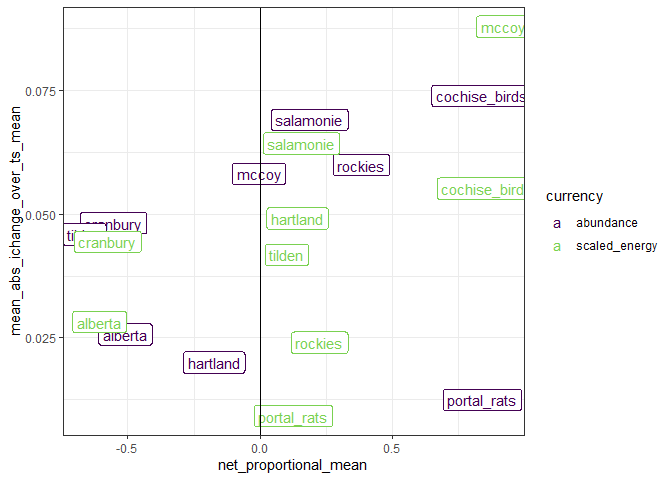 mccoy
0.075
cochise_birds
salamonie
salamonie
rockies
mccoy
cochise_bird
0.050
hartland
cranbury
tilden
cranbury
tilden
alberta
alberta
0.025
rockies
hartland
portal_rats
portal_rats
-0.5
0.0
0.5
net_proportional_mean
mean_abs_ichange_over_ts_mean
currency
a abundance
a scaled_energy